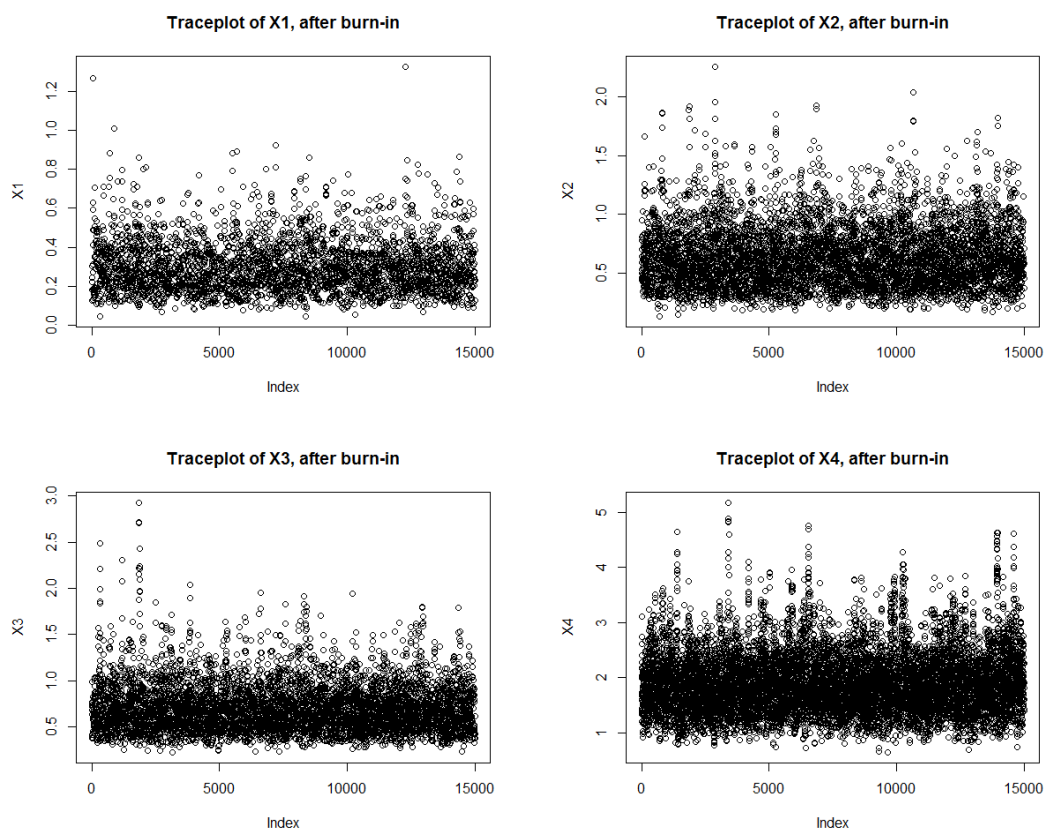 Traceplot of X1, after burn-in
X1
1.2
1.0
0.8
0.6
0.4
0.2
0.0
0 5000 10000 15000
Index
Traceplot of X2, after burn-in
X2
2.0
1.5
1.0
0.5
0 5000 10000 15000
Index
Traceplot of X3, after burn-in
X3
3.0
2.5
2.0
1.5
1.0
0.5
0 5000 10000 15000
Index
Traceplot of X4, after burn-in
X4
5
4
3
2
1
0 5000 10000 15000
Index